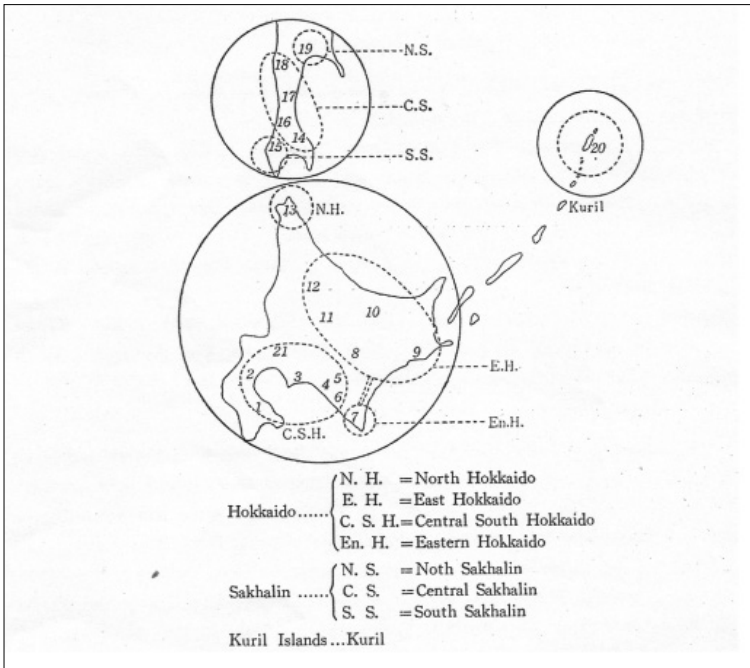 19
N.S.
18
17
C.S.
16
14
15
S.S.
20
Kuril
13
N.H.
12
11
10
21
8
9
2
3
5
4
E.H.
6
1
7
En.H.
C.S.H.
N. H. =North Hokkaido
E. H. =East Hokkaido
Hokkaido ......
C. S. H.=Central South Hokkaido
En. H. =Eastern Hokkaido
N. S. =Noth Sakhalin
Sakhalin ......
C. S. =Central Sakhalin
S. S. =South Sakhalin
Kuril Islands...Kuril